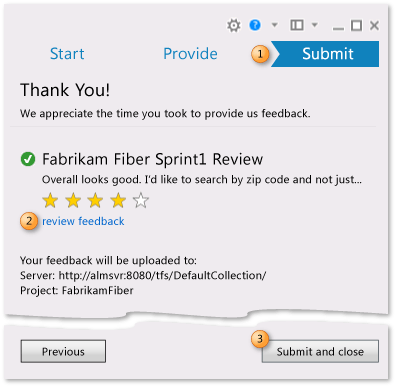 Start Provide 1 Submit
Thank You!
We appreciate the time you took to provide us feedback.
Fabrikam Fiber Sprint1 Review
Overall looks good. I'd like to search by zip code and not just...
2 review feedback
Your feedback will be uploaded to:
Server: http://almsvr:8080/tfs/DefaultCollection/
Project: FabrikamFiber
3
Previous Submit and close